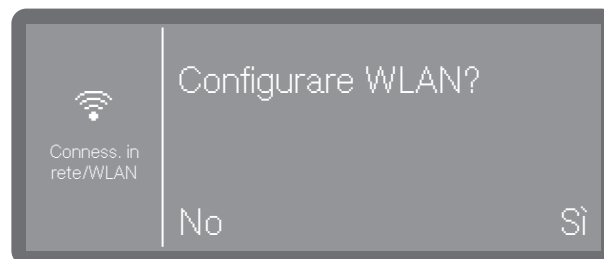 Conness. in
rete/WLAN
Configurare WLAN?
No
Sì